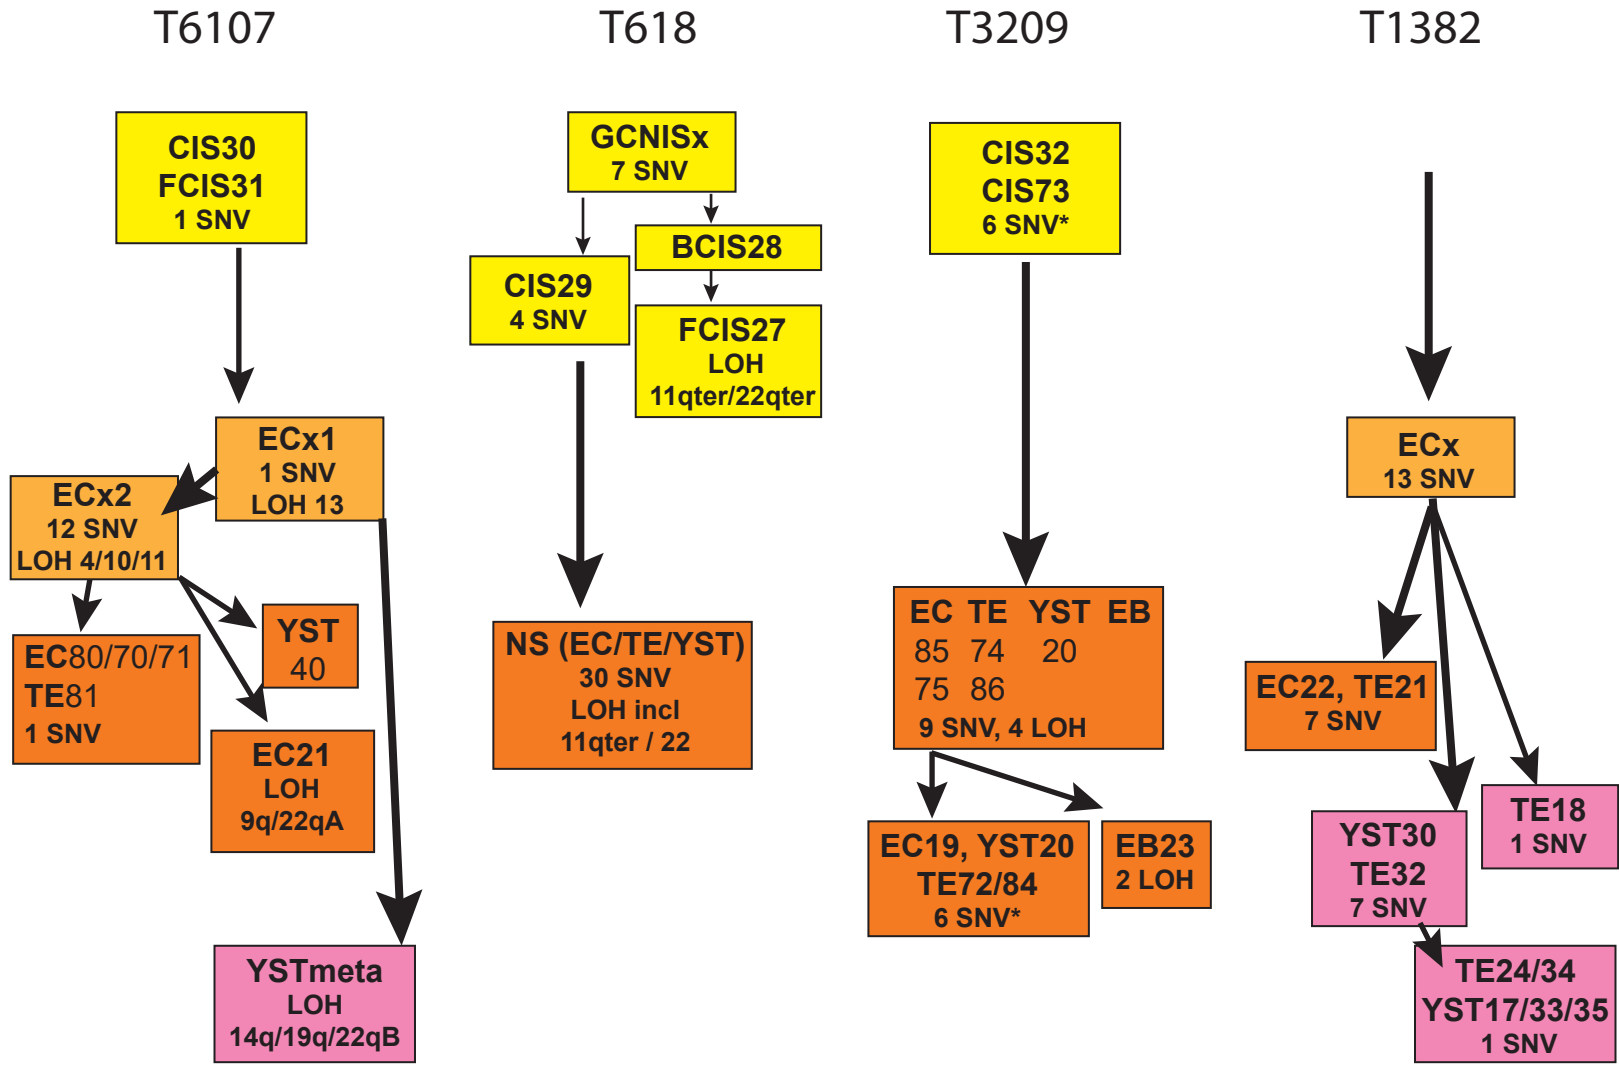 T6107
T618
T3209
T1382
CIS30
FCIS31
1 SNV
ECx1
1 SNV
LOH 13
ECx2
12 SNV
LOH 4/10/11
EC80/70/71
TE81
1 SNV
YST
40
EC21
LOH
9q/22qA
YSTmeta
LOH
14q/19q/22qB
GCNISx
7 SNV
CIS29
4 SNV
BCIS28
FCIS27
LOH
11qter/22qter
NS (EC/TE/YST)
30 SNV
LOH incl
11qter / 22
CIS32
CIS73
6 SNV*
EC TE YST EB
85 74 20
75 86
9 SNV, 4 LOH
EC19, YST20
TE72/84
6 SNV*
EB23
2 LOH
ECx
13 SNV
EC22, TE21
7 SNV
TE18
1 SNV
YST30
TE32
7 SNV
TE24/34
YST17/33/35
1 SNV